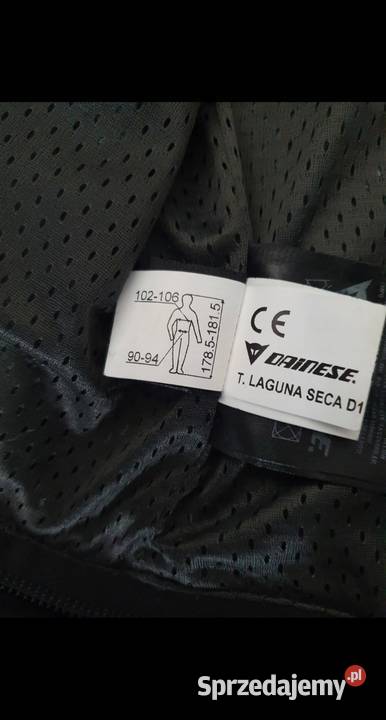 102-106
90-94
178.5-181.5
CE
DAINESE.
T. LAGUNA SECA D1
Sprzedajemy.pl